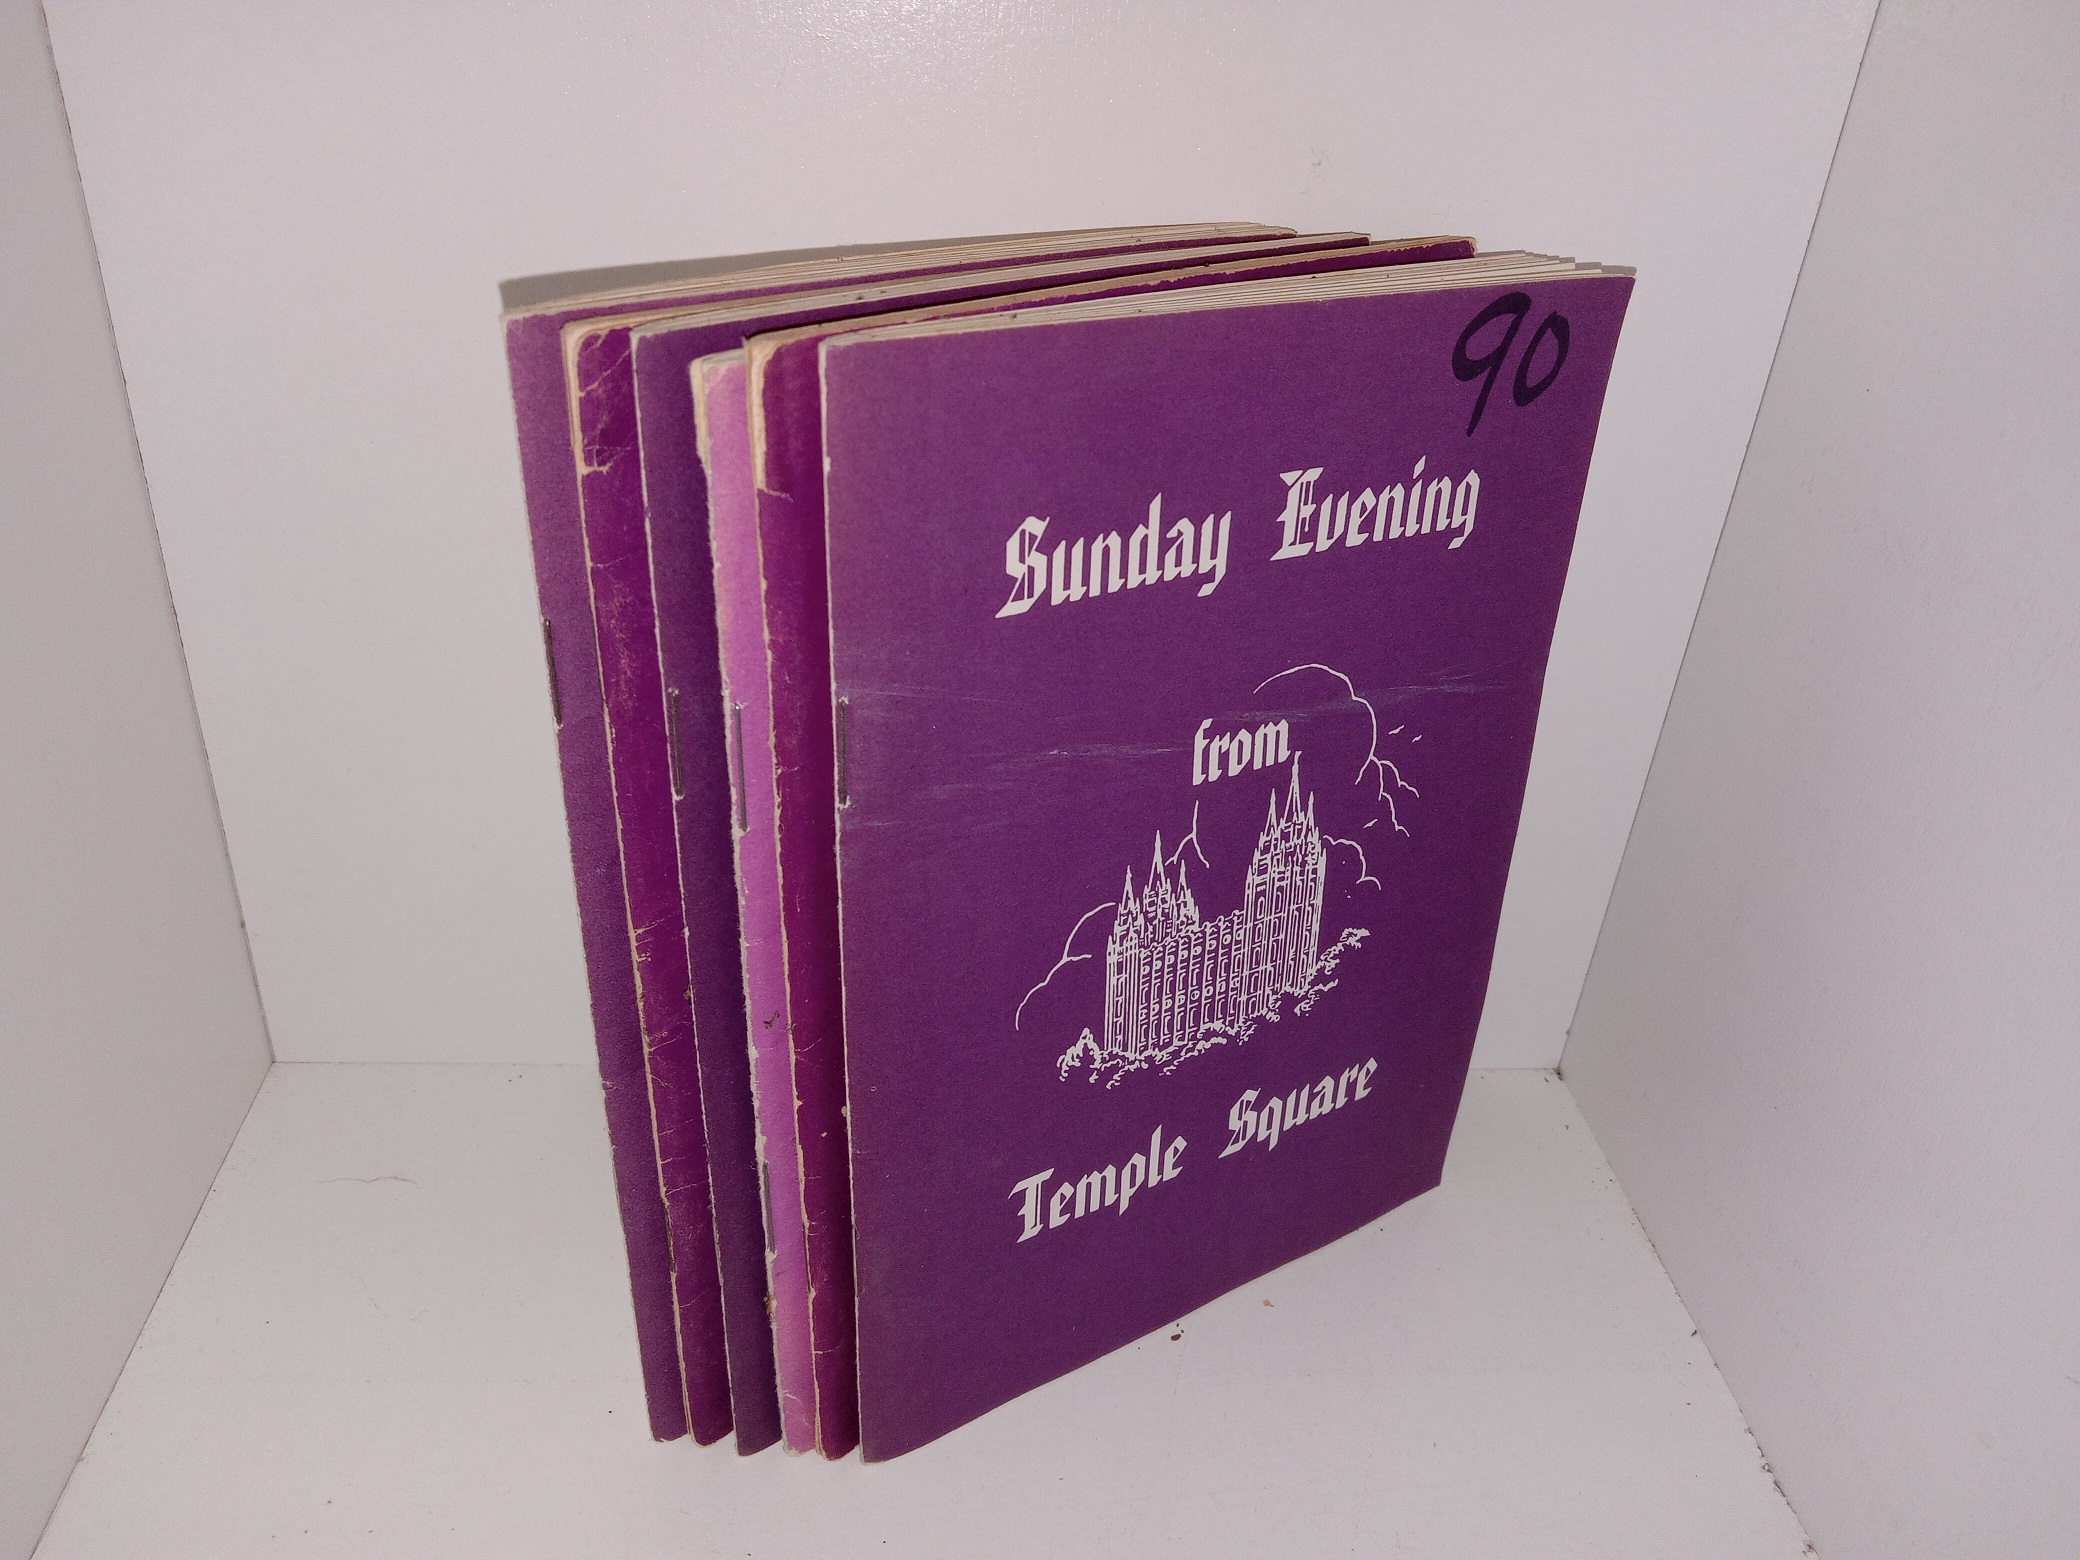 90
Sunday Evening
from
Temple Square